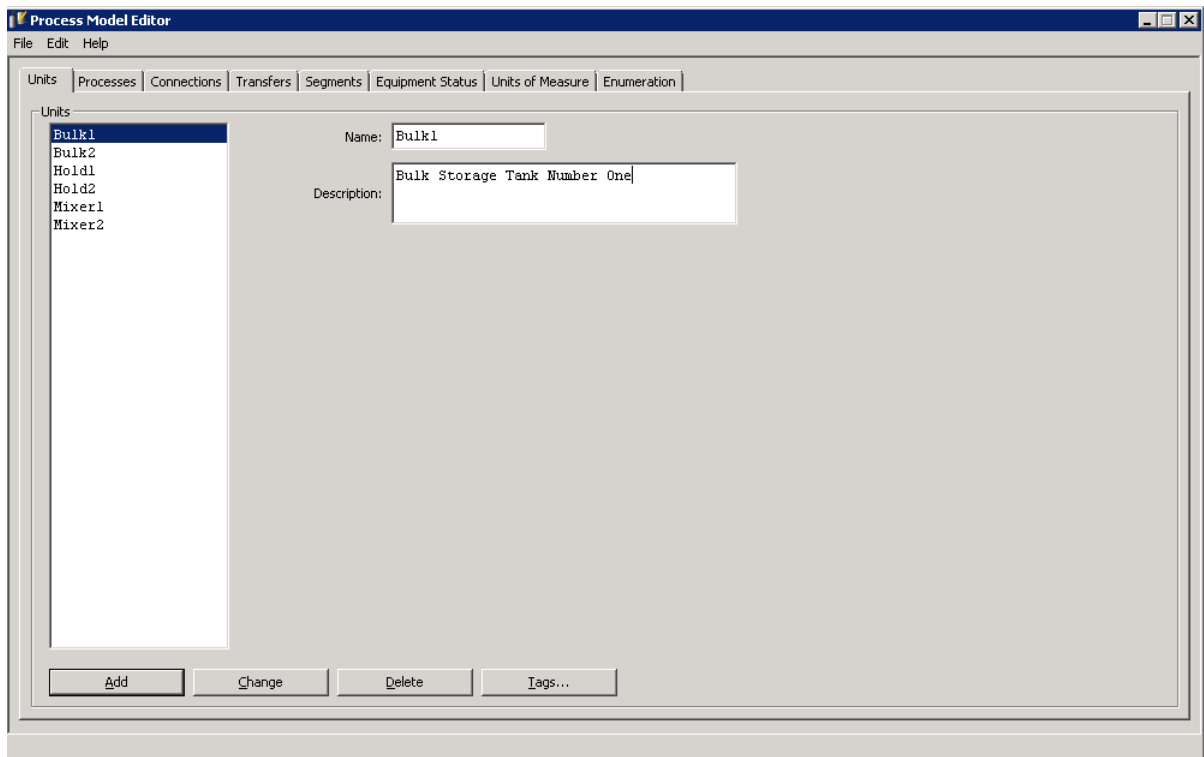 Process Model Editor
File Edit Help
Units Processes Connections Transfers Segments Equipment Status Units of Measure Enumeration
Units
Bulk1
Bulk2
Hold1
Hold2
Mixer1
Mixer2
Name: Bulk1
Description: Bulk Storage Tank Number One
Add Change Delete Tags...